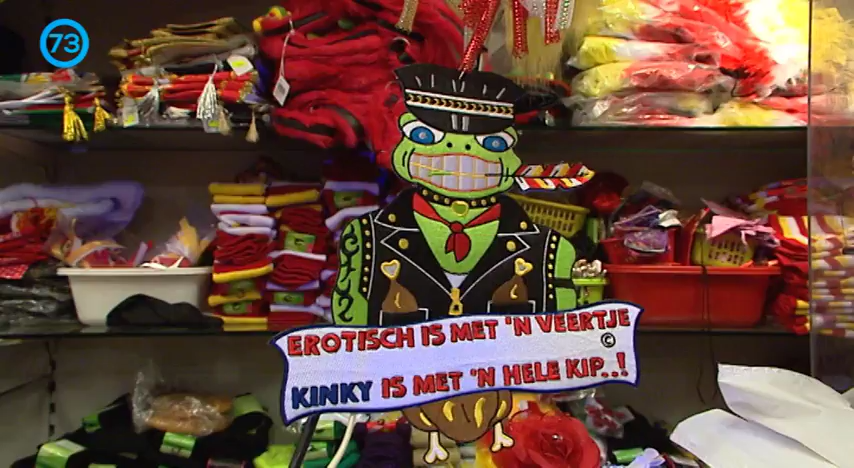 73
EROTISCH IS MET 'N VEERTJE
©
KINKY IS MET 'N HELE KIP..!